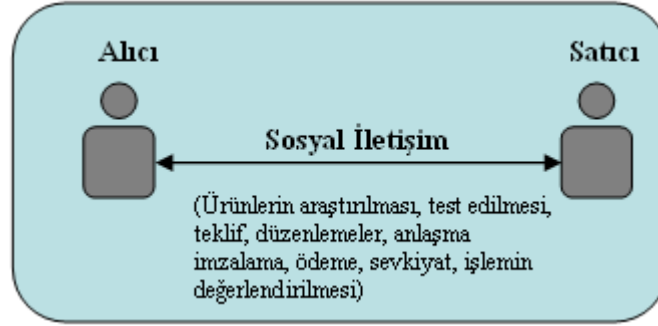 Alıcı
Satıcı
Sosyal İletişim
(Ürünlerin araştırılması, test edilmesi,
teklif, düzenlemeler, anlaşma
imzalama, ödeme, sevkiyat, işlemin
değerlendirilmesi)